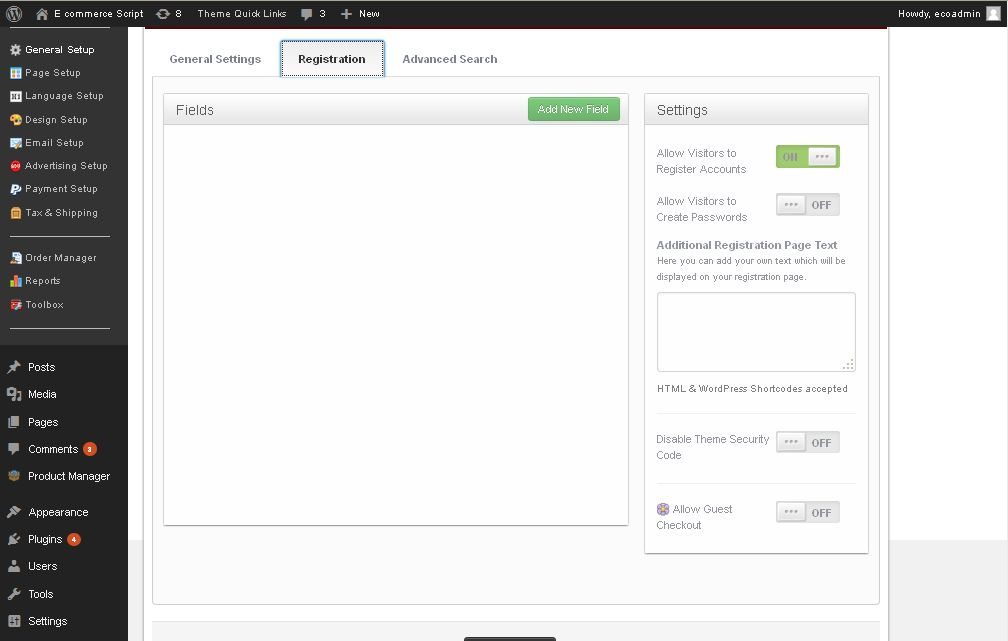 E commerce Script 8 Theme Quick Links 3 New Howdy, ecoadmin
General Setup
Page Setup
Language Setup
Design Setup
Email Setup
Advertising Setup
Payment Setup
Tax & Shipping
Order Manager
Reports
Toolbox
Posts
Media
Pages
Comments 3
Product Manager
Appearance
Plugins 4
Users
Tools
Settings
General Settings Registration Advanced Search
Fields Add New Field
Settings
Allow Visitors to
Register Accounts
ON
Allow Visitors to
Create Passwords
OFF
Additional Registration Page Text
Here you can add your own text which will be
displayed on your registration page.
HTML & WordPress Shortcodes accepted
Disable Theme Security
Code
OFF
Allow Guest
Checkout
OFF